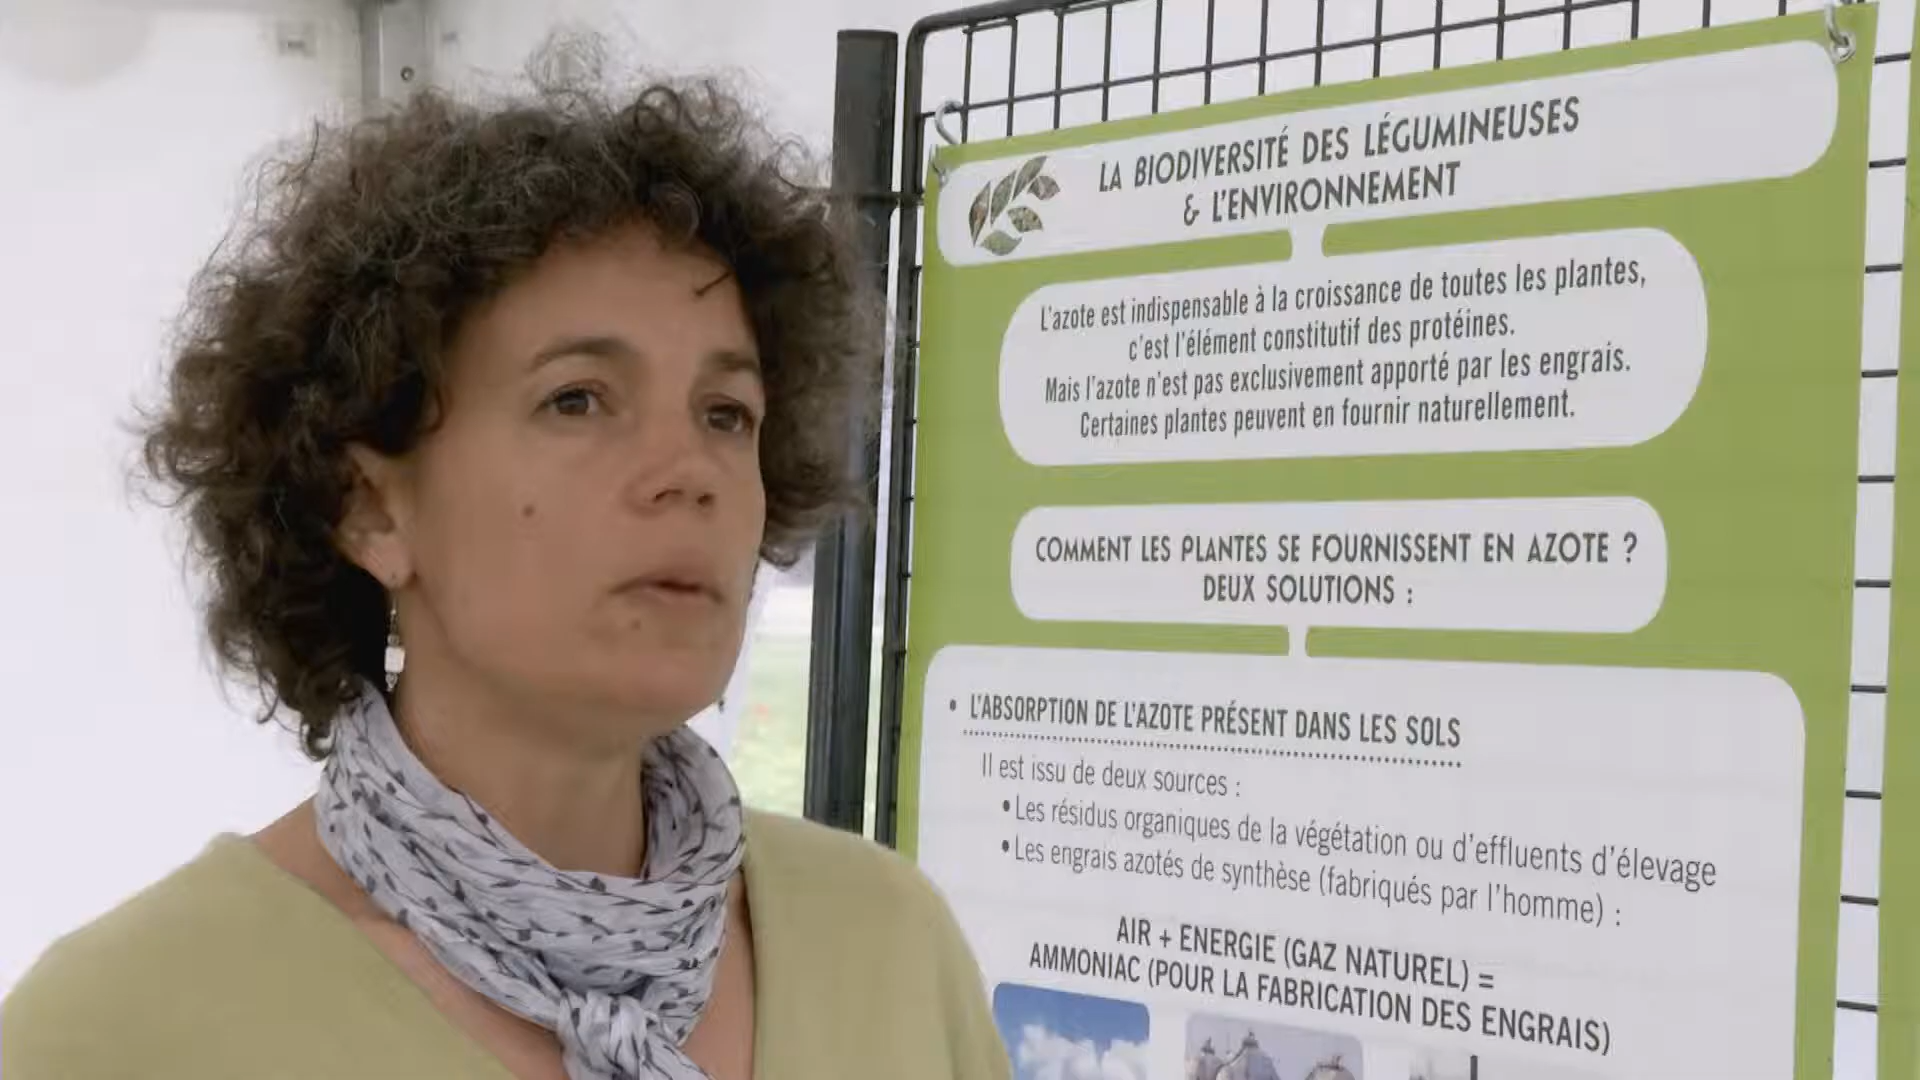 LA BIODIVERSITÉ DES LÉGUMINEUSES
& L'ENVIRONNEMENT
L'azote est indispensable à la croissance de toutes les plantes,
c'est l'élément constitutif des protéines.
Mais l'azote n'est pas exclusivement apporté par les engrais.
Certaines plantes peuvent en fournir naturellement.
COMMENT LES PLANTES SE FOURNISSENT EN AZOTE ?
DEUX SOLUTIONS :
• L'ABSORPTION DE L'AZOTE PRÉSENT DANS LES SOLS
Il est issu de deux sources :
• Les résidus organiques de la végétation ou d'effluents d'élevage
• Les engrais azotés de synthèse (fabriqués par l'homme) :
AIR + ENERGIE (GAZ NATUREL) =
AMMONIAC (POUR LA FABRICATION DES ENGRAIS)